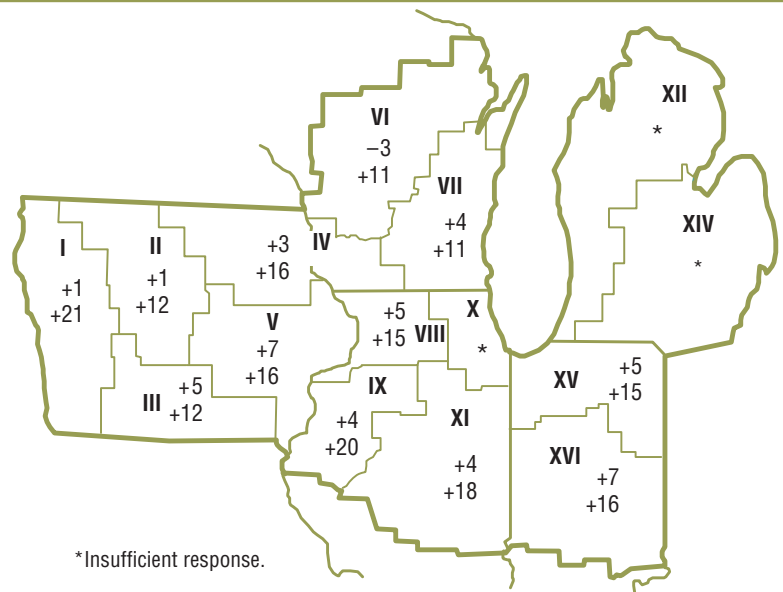 XII
*
VI
−3
+11
VII
+4
+11
XIV
*
I
+1
+21
II
+1
+12
+3
+16
IV
V
+7
+16
III
+5
+12
+5
+15
VIII
X
*
IX
+4
+20
XI
+4
+18
XV
+5
+15
XVI
+7
+16
*Insufficient response.